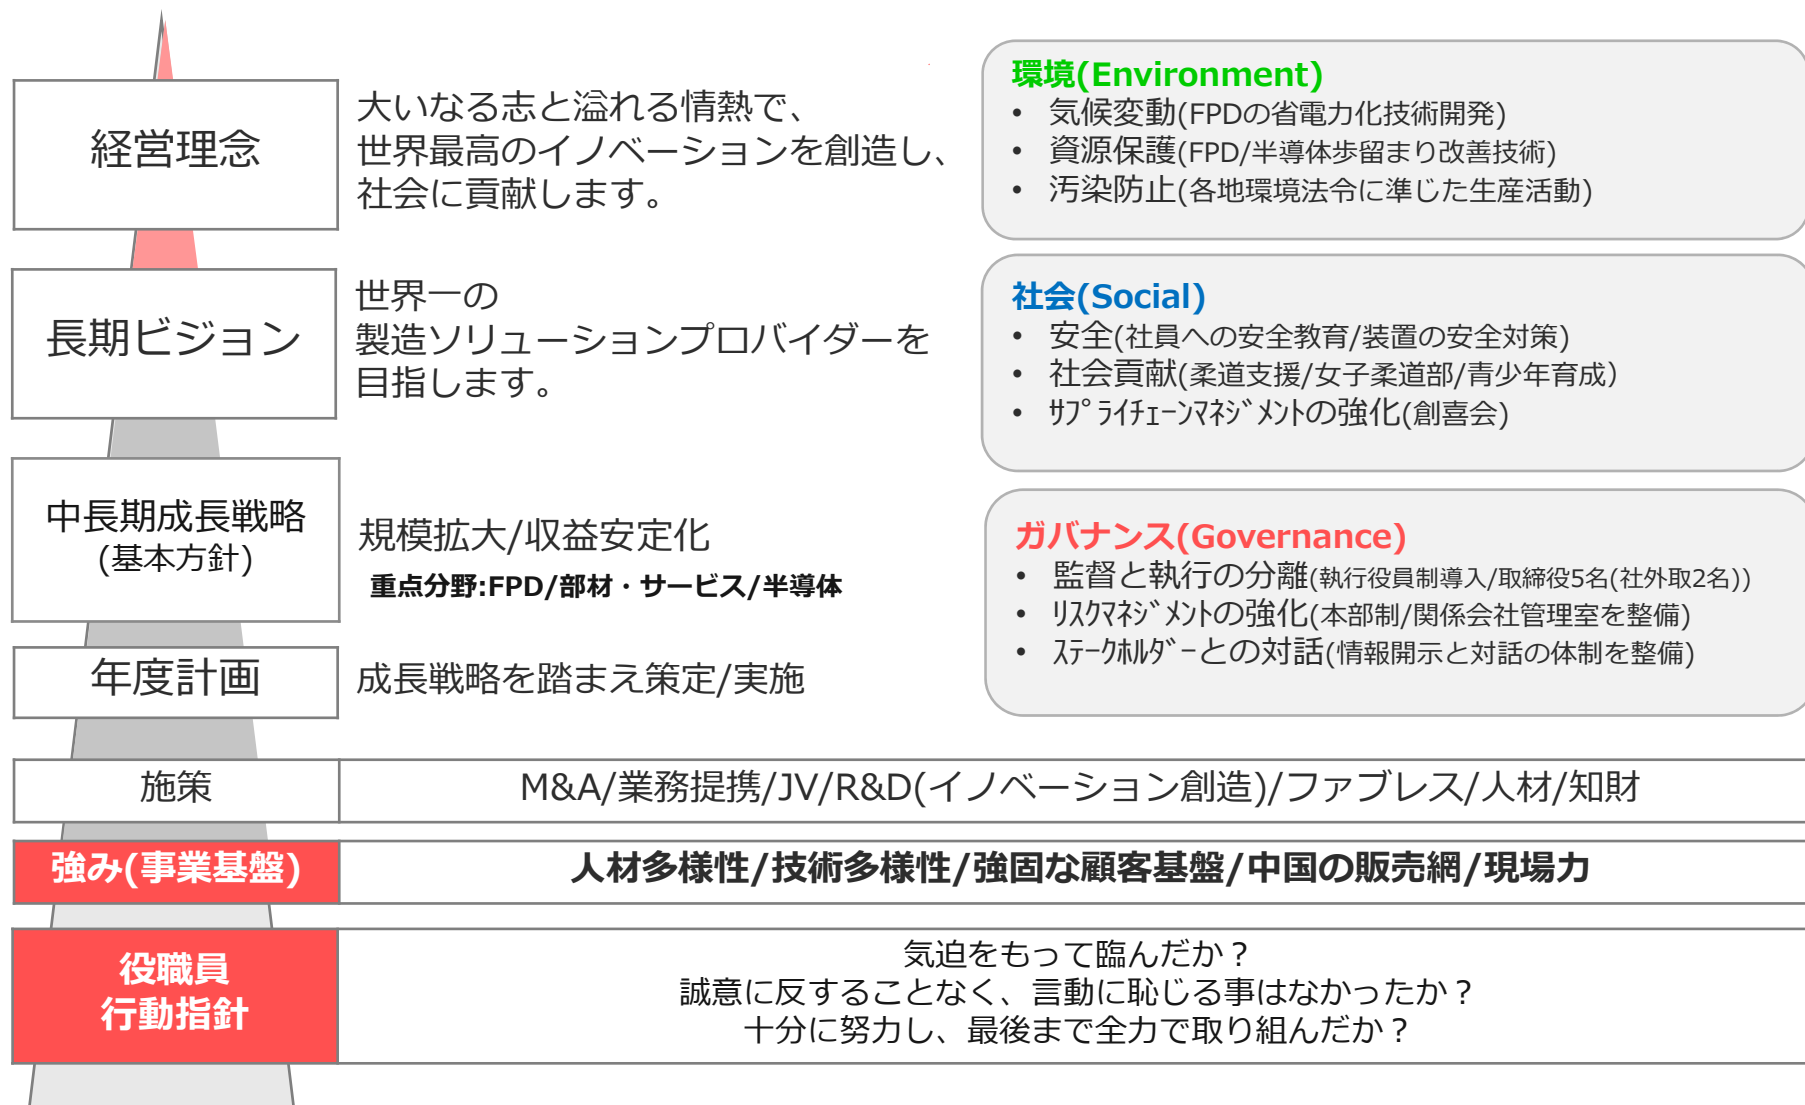 経営理念
大いなる志と溢れる情熱で、
世界最高のイノベーションを創造し、
社会に貢献します。
長期ビジョン
世界一の
製造ソリューションプロバイダーを
目指します。
中長期成長戦略
(基本方針)
規模拡大/収益安定化
重点分野:FPD/部材・サービス/半導体
年度計画
成長戦略を踏まえ策定/実施
環境(Environment)
• 気候変動(FPDの省電力化技術開発)
• 資源保護(FPD/半導体歩留まり改善技術)
• 汚染防止(各地環境法令に準じた生産活動)
社会(Social)
• 安全(社員への安全教育/装置の安全対策)
• 社会貢献(柔道支援/女子柔道部/青少年育成）
• ｻﾌﾟﾗｲﾁｪｰﾝﾏﾈｼﾞﾒﾝﾄの強化(創喜会)
ガバナンス(Governance)
• 監督と執行の分離(執行役員制導入/取締役5名(社外取2名))
• ﾘｽｸﾏﾈｼﾞﾒﾝﾄの強化(本部制/関係会社管理室を整備)
• ｽﾃｰｸﾎﾙﾀﾞｰとの対話(情報開示と対話の体制を整備)
施策
M&A/業務提携/JV/R&D(イノベーション創造)/ファブレス/人材/知財
強み(事業基盤)
人材多様性/技術多様性/強固な顧客基盤/中国の販売網/現場力
役職員
行動指針
気迫をもって臨んだか？
誠意に反することなく、言動に恥じる事はなかったか？
十分に努力し、最後まで全力で取り組んだか？